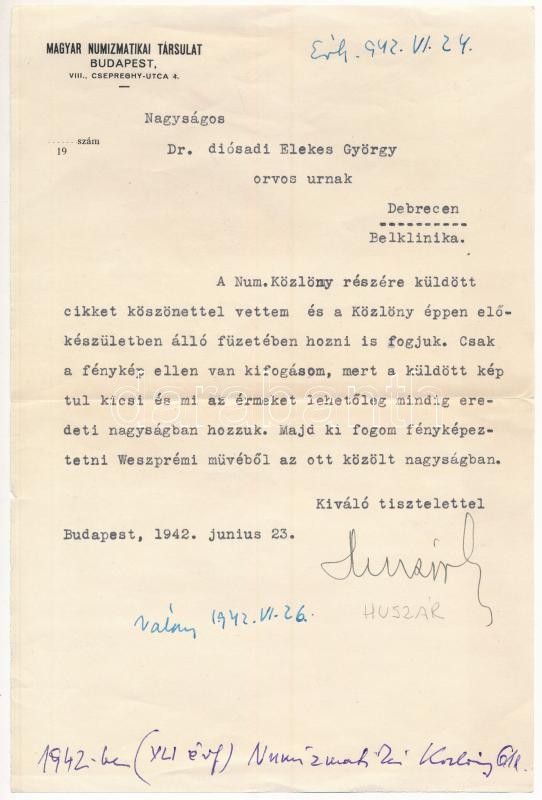 MAGYAR NUMIZMATIKAI TÁRSULAT
BUDAPEST,
VIII., CSEPREGHY-UTCA 4.
Érk. 942. VI. 24.
Nagyságos
...... szám
19
Dr. diósadi Elekes György
orvos urnak
Debrecen
Belklinika.
A Num.Közlöny részére küldött
cikket köszönettel vettem és a Közlöny éppen elő-
készületben álló füzetében hozni is fogjuk. Csak
a fénykép ellen van kifogásom, mert a küldött kép
tul kicsi és mi az érmeket lehetőleg mindig ere-
deti nagyságban hozzuk. Majd ki fogom fényképez-
tetni Weszprémi müvéből az ott közölt nagyságban.
Kiváló tisztelettel
Budapest, 1942. junius 23.
Huszár
HUSZÁR
1942. VI. 26.
1942-ben (XLI évf) Numizmatikai Közlöny
darabanth